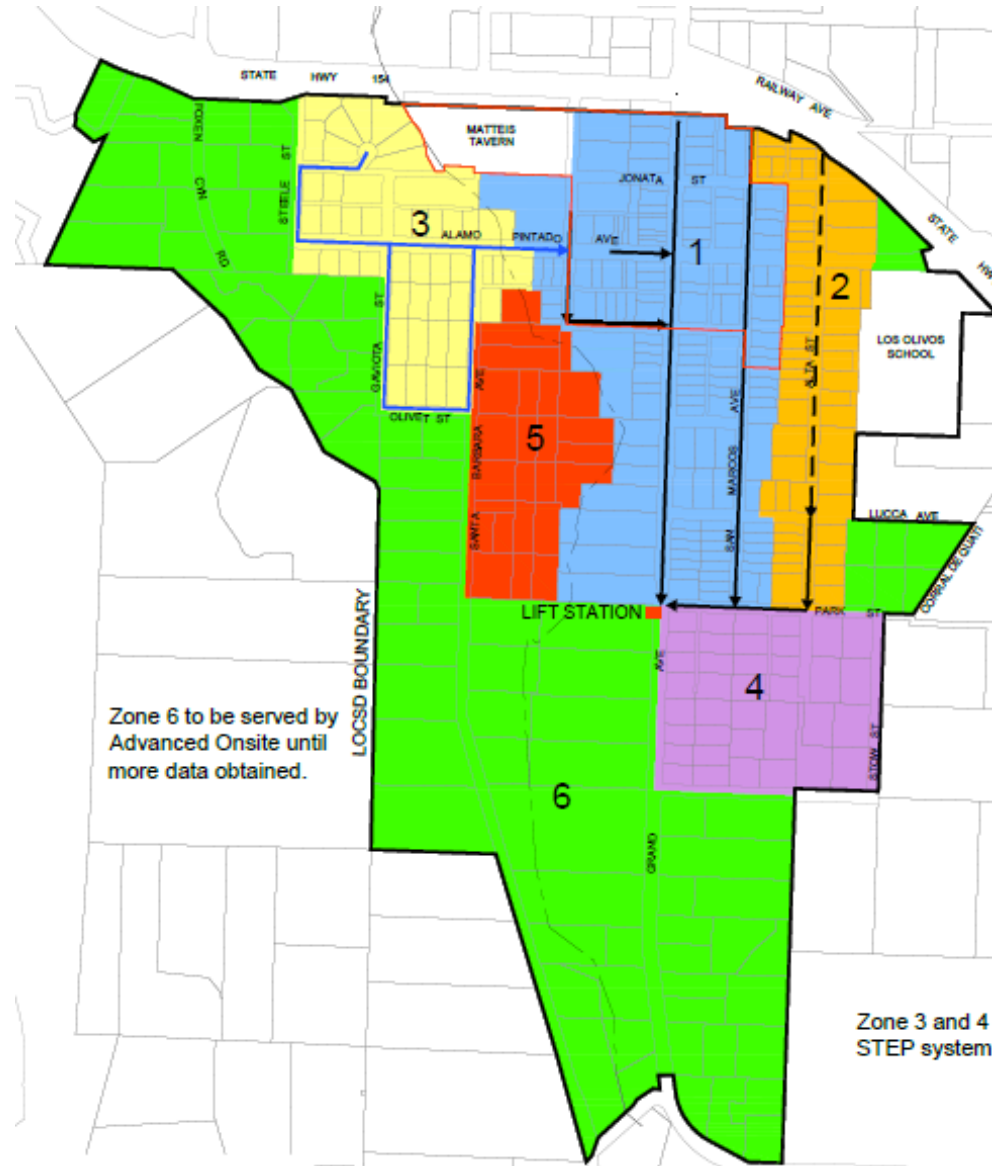 STATE HWY 154
RAILWAY AVE
MATTEIS
TAVERN
FOXEN CYN RD
STEELE ST
JONATA ST
STATE HWY
3
ALAMO PINTADO AVE
1
2
LOS OLIVOS
SCHOOL
GAVIOTA ST
ALTA ST
OLIVET ST
SANTA BARBARA AVE
5
SAN MARCOS AVE
LUCCA AVE
CORRAL DE QUATI
LIFT STATION
PARK ST
LOCSD BOUNDARY
4
STOW ST
Zone 6 to be served by
Advanced Onsite until
more data obtained.
6
GRAND AVE
Zone 3 and 4
STEP system